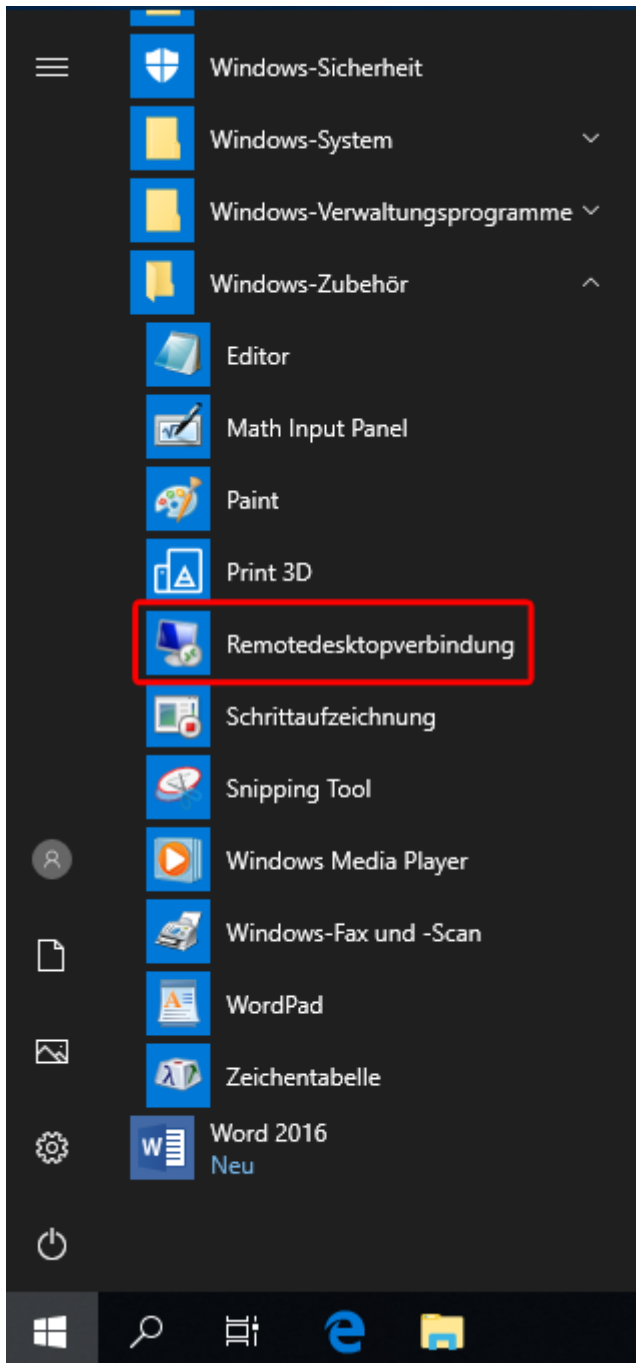 Windows-Sicherheit
Windows-System
Windows-Verwaltungsprogramme
Windows-Zubehör
Editor
Math Input Panel
Paint
Print 3D
Remotedesktopverbindung
Schrittaufzeichnung
Snipping Tool
Windows Media Player
Windows-Fax und -Scan
WordPad
Zeichentabelle
Word 2016
Neu